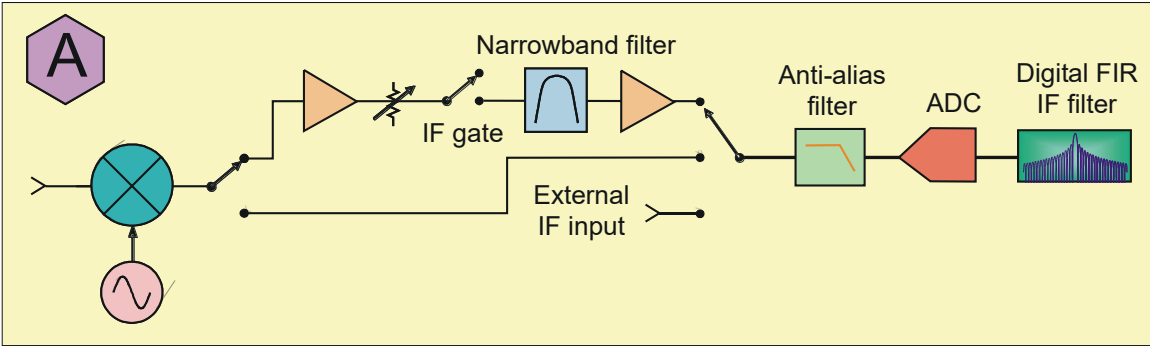 A
Narrowband filter
IF gate
Anti-alias
filter
ADC
Digital FIR
IF filter
External
IF input